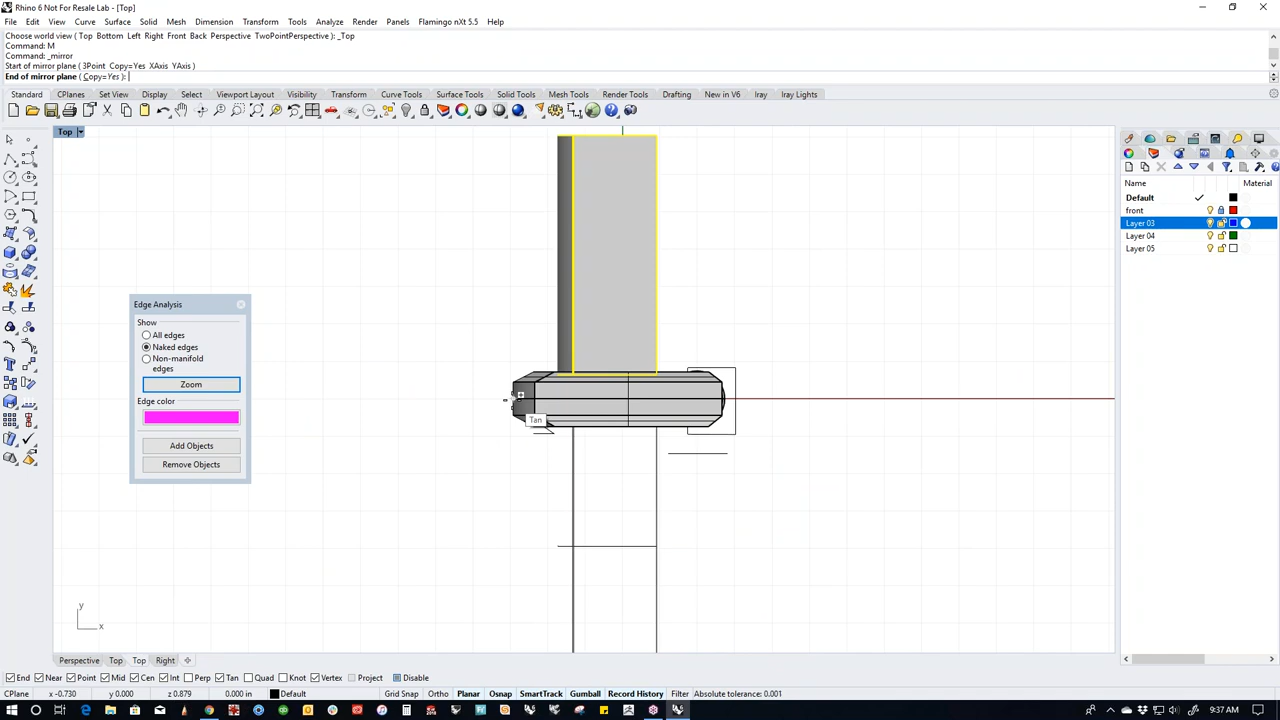 Rhino 6 Not For Resale Lab - [Top]
File Edit View Curve Surface Solid Mesh Dimension Transform Tools Analyze Render Panels Flamingo nXt 5.5 Help
Choose world view ( Top Bottom Left Right Front Back Perspective TwoPointPerspective ): _Top
Command: M
Command: _mirror
Start of mirror plane ( 3Point Copy=Yes XAxis YAxis )
End of mirror plane ( Copy=Yes ):
Standard CPlanes Set View Display Select Viewport Layout Visibility Transform Curve Tools Surface Tools Solid Tools Mesh Tools Render Tools Drafting New in V6 Iray Iray Lights
Top
Name Material
Default
front
Layer 03
Layer 04
Layer 05
Edge Analysis
Show
All edges
Naked edges
Non-manifold
edges
Zoom
Edge color
Add Objects
Remove Objects
Tan
y
x
Perspective Top Top Right
End Near Point Mid Cen Int Perp Tan Quad Knot Vertex Project Disable
CPlane x -0.730 y 0.000 z 0.879 0.000 in Default Grid Snap Ortho Planar Osnap SmartTrack Gumball Record History Filter Absolute tolerance: 0.001
9:37 AM